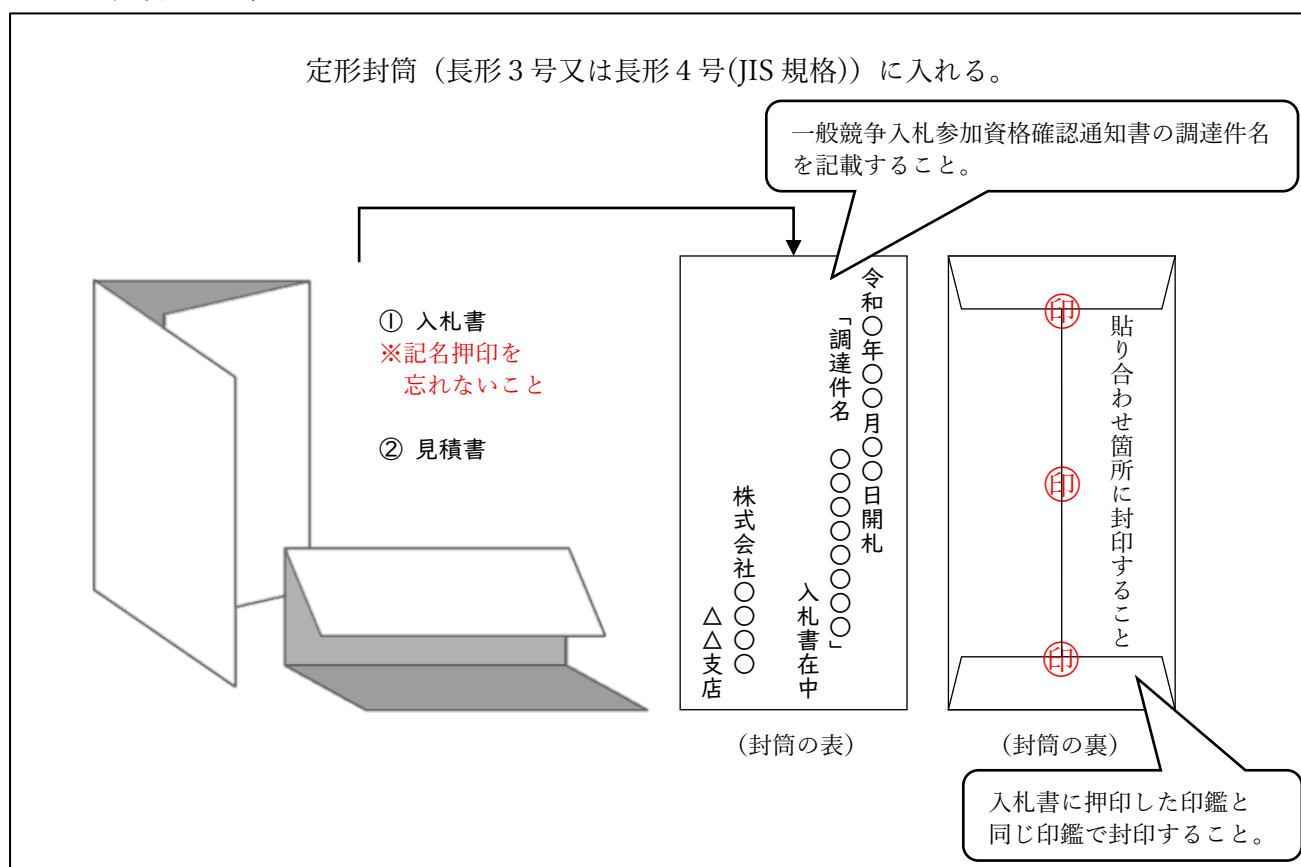 定形封筒（長形３号又は長形４号(JIS 規格)）に入れる。
一般競争入札参加資格確認通知書の調達件名
を記載すること。
① 入札書
※記名押印を
忘れないこと
② 見積書
令和〇年〇〇月〇〇日開札
「調達件名　〇〇〇〇〇〇〇〇」
入札書在中
株式会社〇〇〇〇
△△支店
印
印
印
貼り合わせ箇所に封印すること
（封筒の表）
（封筒の裏）
入札書に押印した印鑑と
同じ印鑑で封印すること。